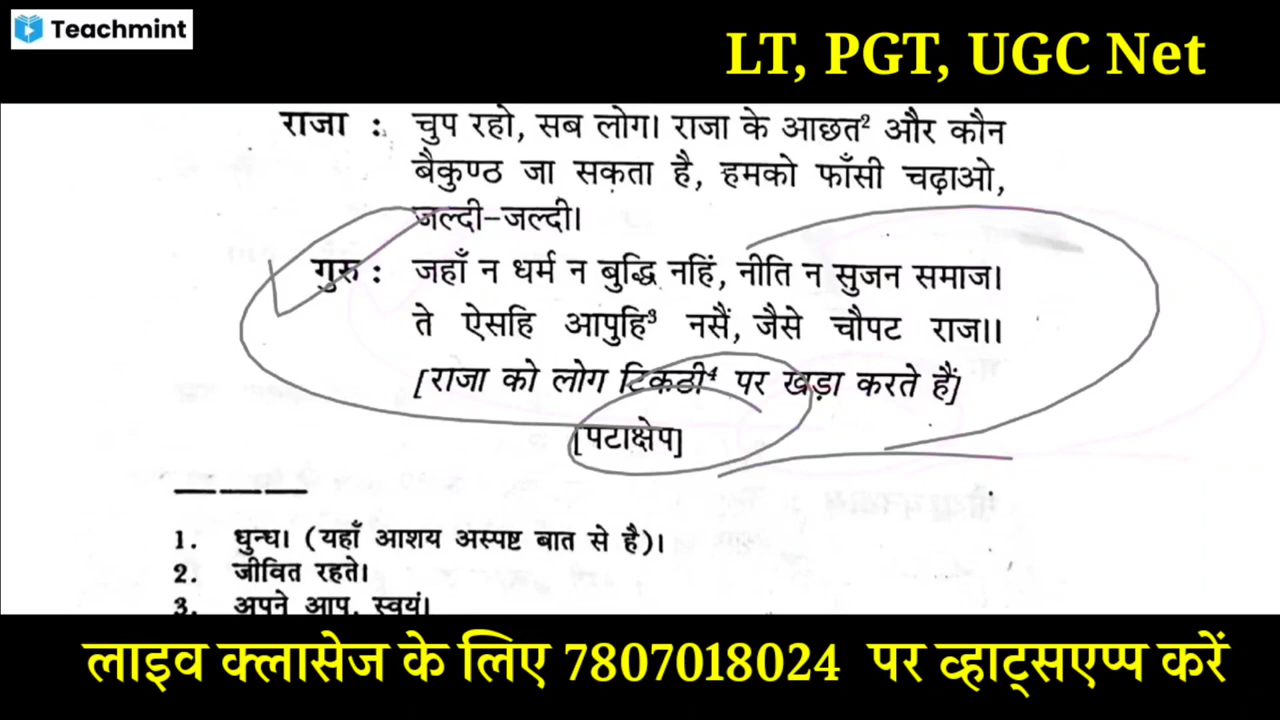 Teachmint
LT, PGT, UGC Net
राजा : चुप रहो, सब लोग। राजा के आछत² और कौन
बैकुण्ठ जा सकता है, हमको फाँसी चढ़ाओ,
जल्दी-जल्दी।
गुरु : जहाँ न धर्म न बुद्धि नहिं, नीति न सुजन समाज।
ते ऐसहि आपुहि³ नसैं, जैसे चौपट राज।।
[राजा को लोग टिकठी⁴ पर खड़ा करते हैं]
[पटाक्षेप]
1. धुन्ध। (यहाँ आशय अस्पष्ट बात से है)।
2. जीवित रहते।
3. अपने आप, स्वयं।
लाइव क्लासेज के लिए 7807018024 पर व्हाट्सएप्प करें